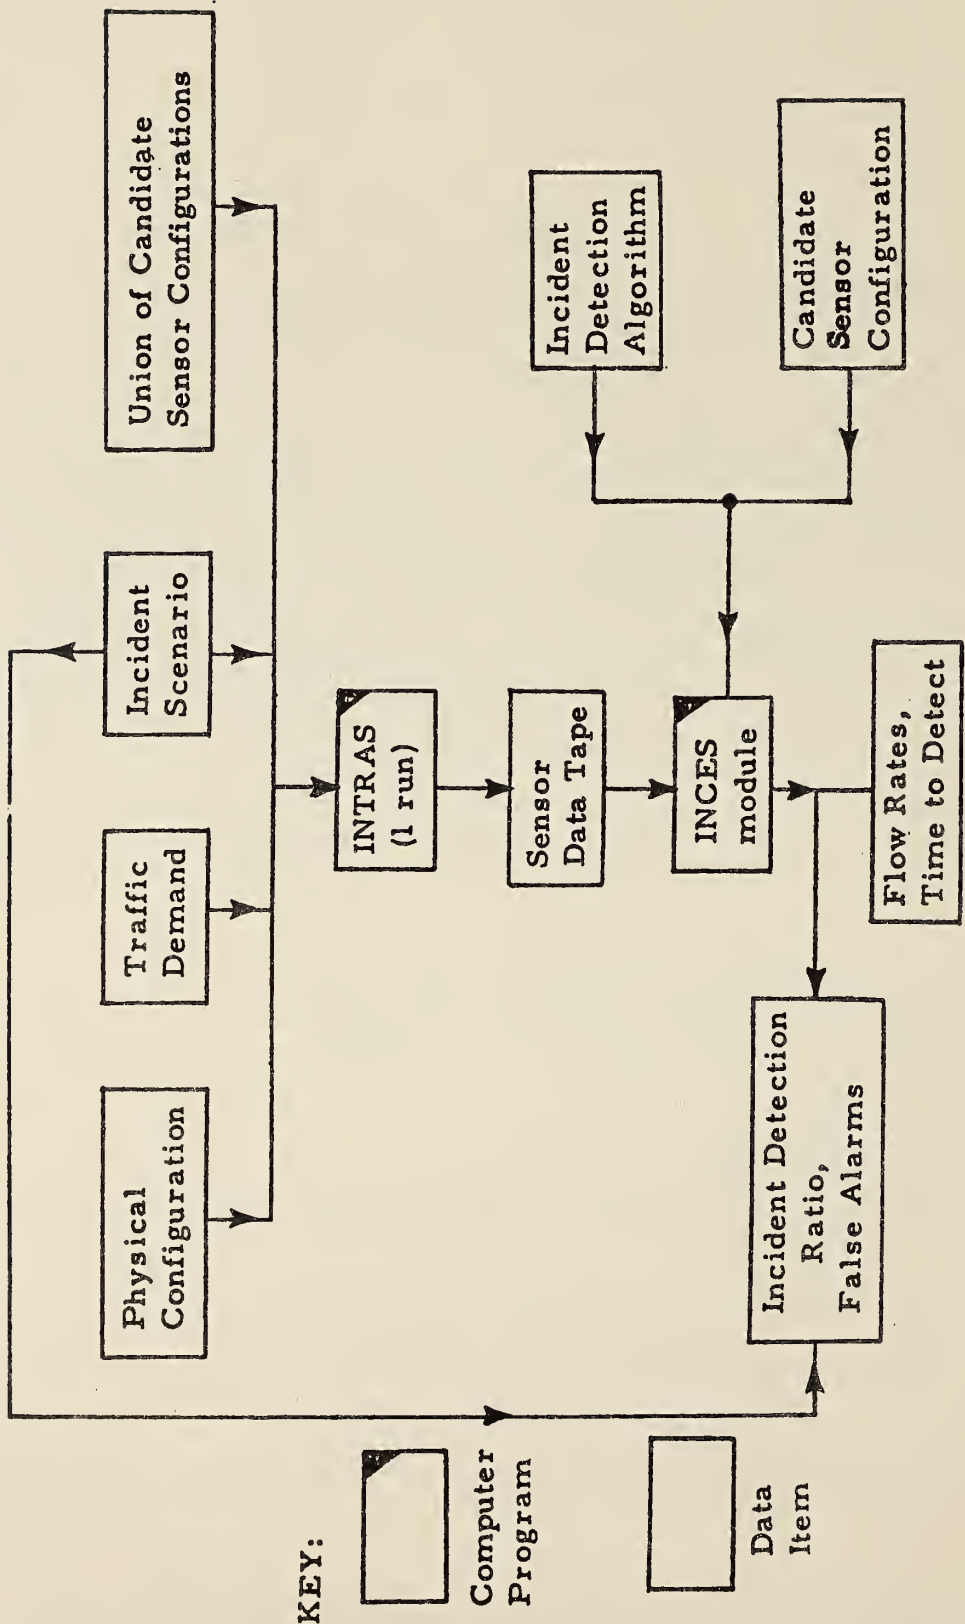 Physical
Configuration
Traffic
Demand
Incident
Scenario
Union of Candidate
Sensor Configurations
INTRAS
(1 run)
Sensor
Data Tape
INCES
module
Incident
Detection
Algorithm
Candidate
Sensor
Configuration
Incident Detection
Ratio,
False Alarms
Flow Rates,
Time to Detect
KEY:
Computer
Program
Data
Item